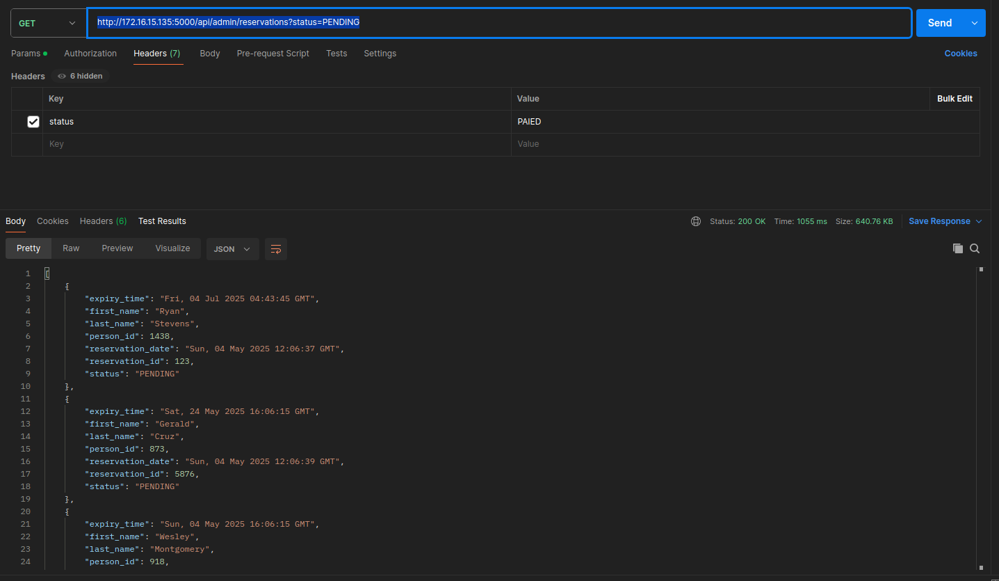 GET http://172.16.15.135:5000/api/admin/reservations?status=PENDING Send
Params Authorization Headers (7) Body Pre-request Script Tests Settings Cookies
Headers 6 hidden
Key Value Bulk Edit
status PAIED
Key Value
Body Cookies Headers (6) Test Results Status: 200 OK Time: 1055 ms Size: 640.76 KB Save Response
Pretty Raw Preview Visualize JSON
1 [
2 {
3 "expiry_time": "Fri, 04 Jul 2025 04:43:45 GMT",
4 "first_name": "Ryan",
5 "last_name": "Stevens",
6 "person_id": 1438,
7 "reservation_date": "Sun, 04 May 2025 12:06:37 GMT",
8 "reservation_id": 123,
9 "status": "PENDING"
10 },
11 {
12 "expiry_time": "Sat, 24 May 2025 16:06:15 GMT",
13 "first_name": "Gerald",
14 "last_name": "Cruz",
15 "person_id": 873,
16 "reservation_date": "Sun, 04 May 2025 12:06:39 GMT",
17 "reservation_id": 5876,
18 "status": "PENDING"
19 },
20 {
21 "expiry_time": "Sun, 04 May 2025 16:06:15 GMT",
22 "first_name": "Wesley",
23 "last_name": "Montgomery",
24 "person_id": 918,